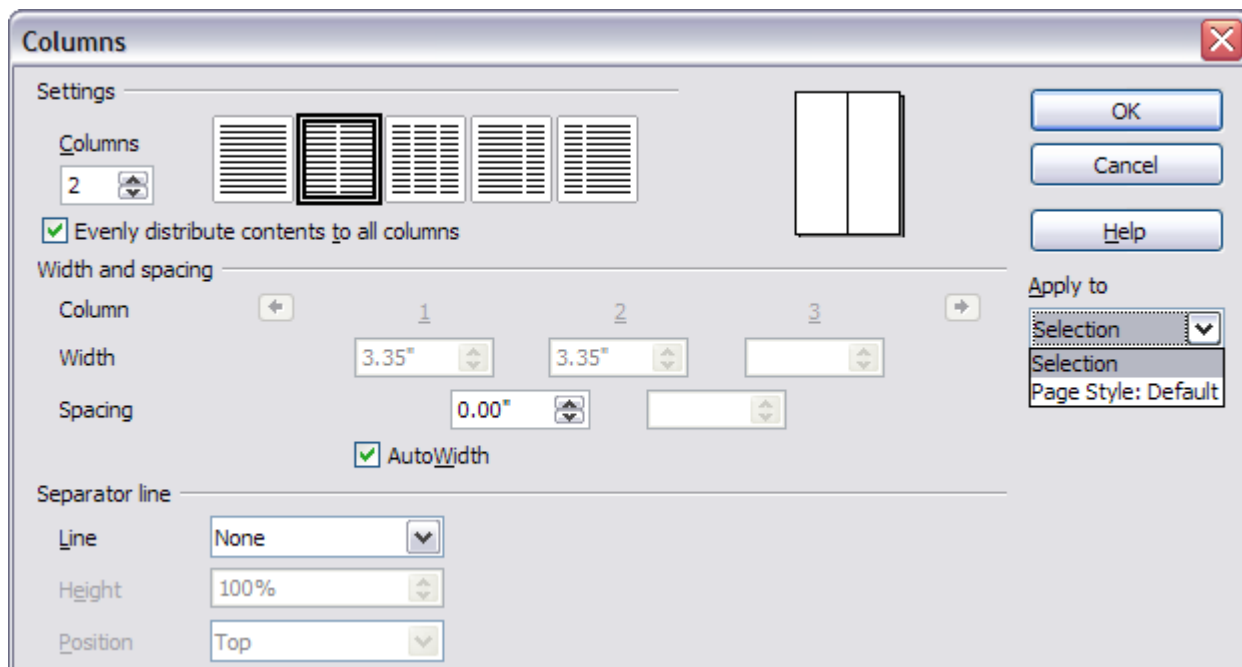 Columns
Settings
Columns
2
Evenly distribute contents to all columns
Width and spacing
Column 1 2 3
Width 3.35" 3.35"
Spacing 0.00"
AutoWidth
Separator line
Line None
Height 100%
Position Top
OK
Cancel
Help
Apply to
Selection
Selection
Page Style: Default